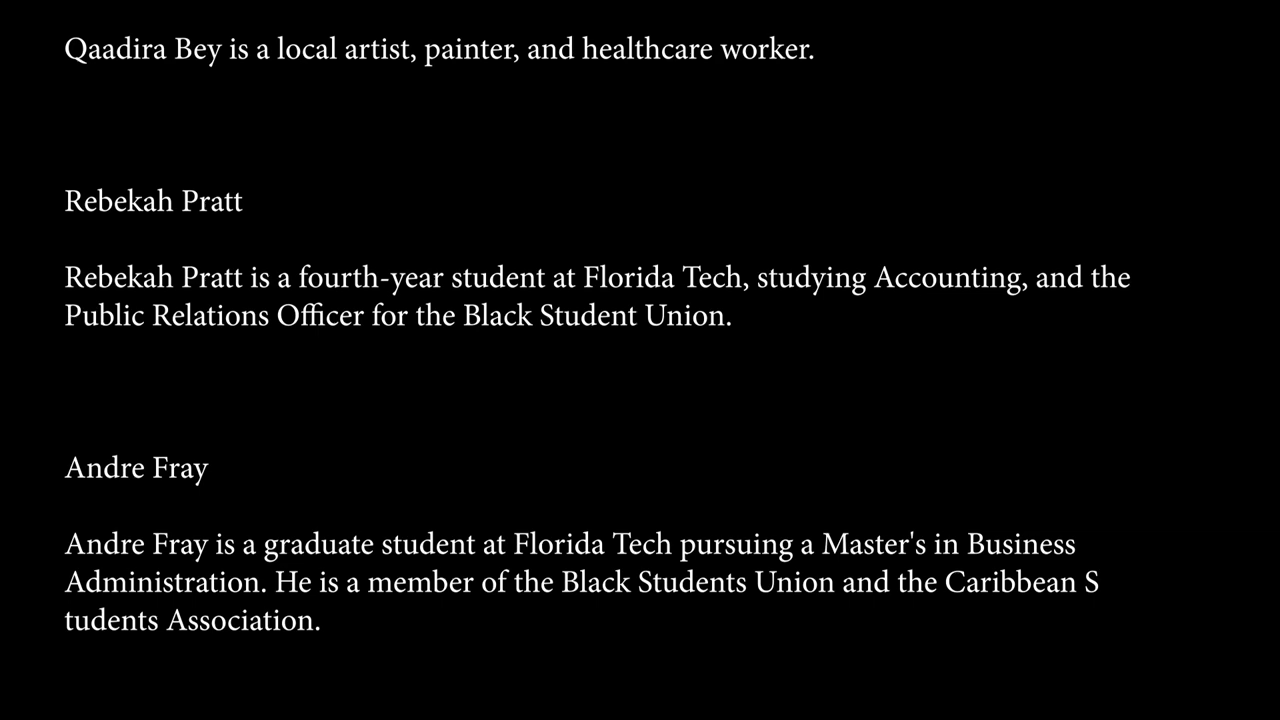 Qaadira Bey is a local artist, painter, and healthcare worker.
Rebekah Pratt
Rebekah Pratt is a fourth-year student at Florida Tech, studying Accounting, and the
Public Relations Officer for the Black Student Union.
Andre Fray
Andre Fray is a graduate student at Florida Tech pursuing a Master's in Business
Administration. He is a member of the Black Students Union and the Caribbean S
tudents Association.